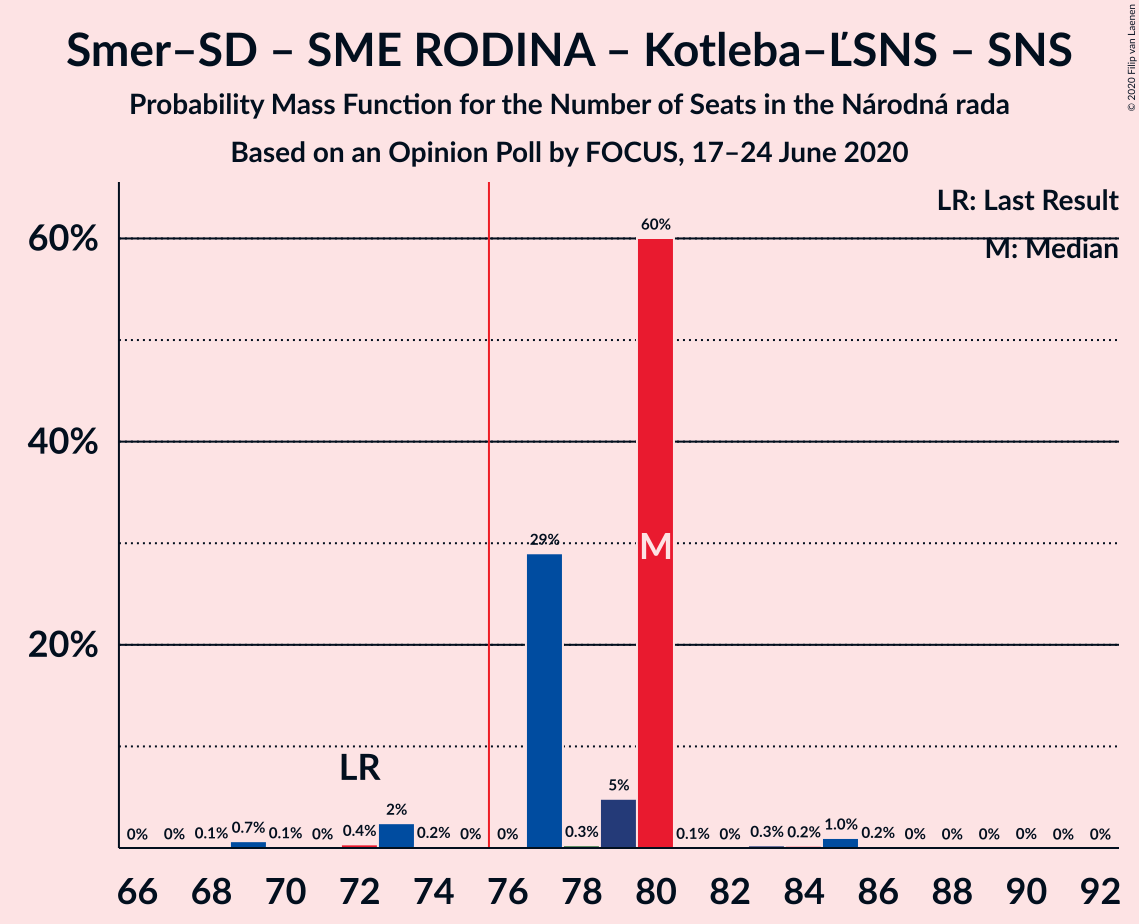 Smer–SD – SME RODINA – Kotleba–ĽSNS – SNS
Probability Mass Function for the Number of Seats in the Národná rada
Based on an Opinion Poll by FOCUS, 17–24 June 2020
© 2020 Filip van Laenen
LR: Last Result
M: Median
60%
40%
20%
0% 0% 0.1% 0.7% 0.1% 0% 0.4% 2% 0.2% 0% 0% 29% 0.3% 5% 60% 0.1% 0% 0.3% 0.2% 1.0% 0.2% 0% 0% 0% 0% 0% 0%
LR
M
66 68 70 72 74 76 78 80 82 84 86 88 90 92